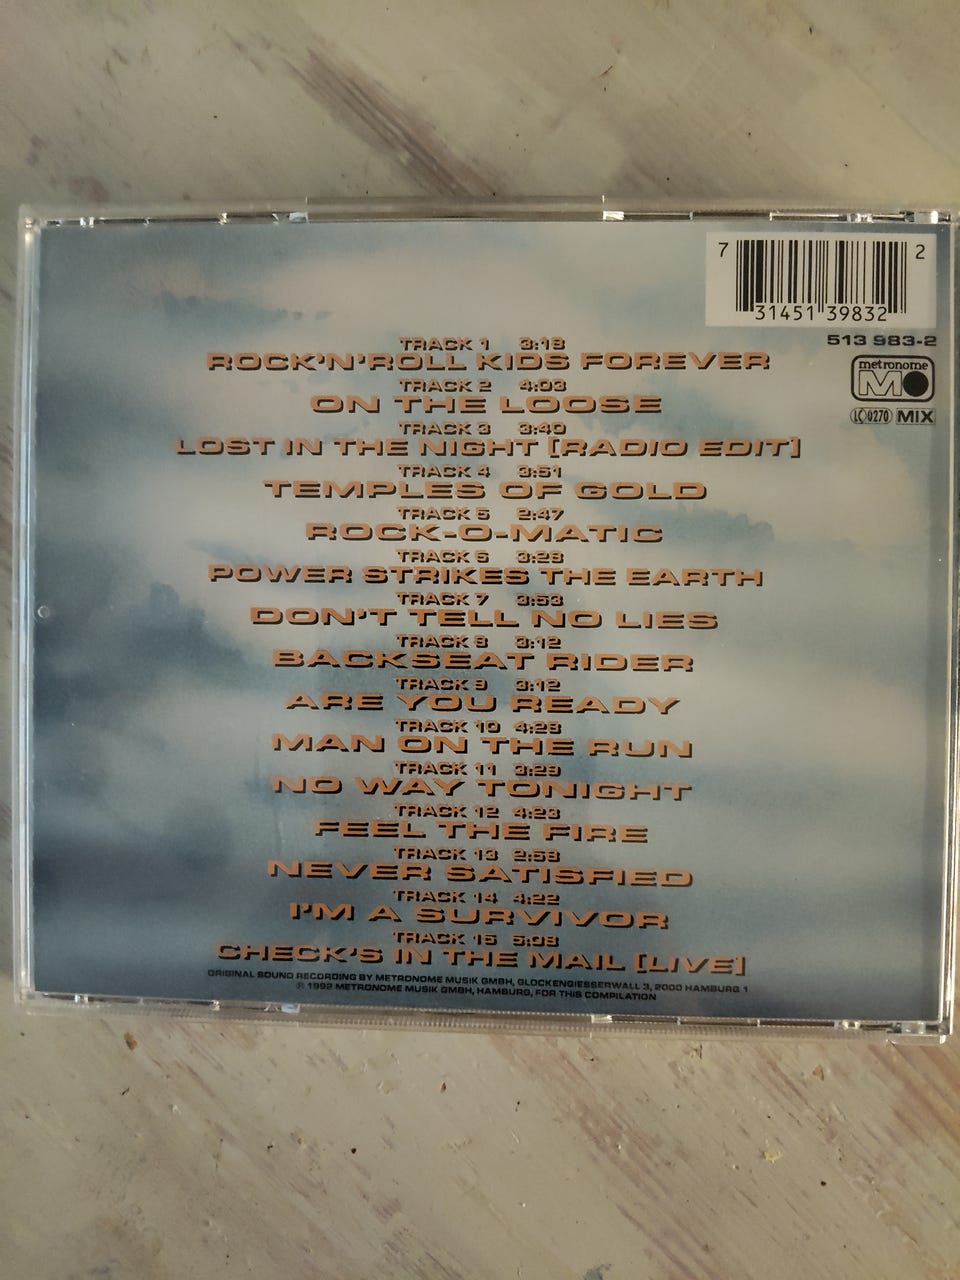 7 31451 39832 2
513 983-2
metronome
LC 0270 MIX
TRACK 1 3:18
ROCK'N'ROLL KIDS FOREVER
TRACK 2 4:03
ON THE LOOSE
TRACK 3 3:40
LOST IN THE NIGHT [RADIO EDIT]
TRACK 4 3:51
TEMPLES OF GOLD
TRACK 5 2:47
ROCK-O-MATIC
TRACK 6 3:28
POWER STRIKES THE EARTH
TRACK 7 3:53
DON'T TELL NO LIES
TRACK 8 3:12
BACKSEAT RIDER
TRACK 9 3:12
ARE YOU READY
TRACK 10 4:28
MAN ON THE RUN
TRACK 11 3:29
NO WAY TONIGHT
TRACK 12 4:23
FEEL THE FIRE
TRACK 13 2:58
NEVER SATISFIED
TRACK 14 4:22
I'M A SURVIVOR
TRACK 15 5:08
CHECK'S IN THE MAIL [LIVE]
ORIGINAL SOUND RECORDING BY METRONOME MUSIK GMBH, GLOCKENGIESSERWALL 3, 2000 HAMBURG 1
℗ 1992 METRONOME MUSIK GMBH, HAMBURG, FOR THIS COMPILATION